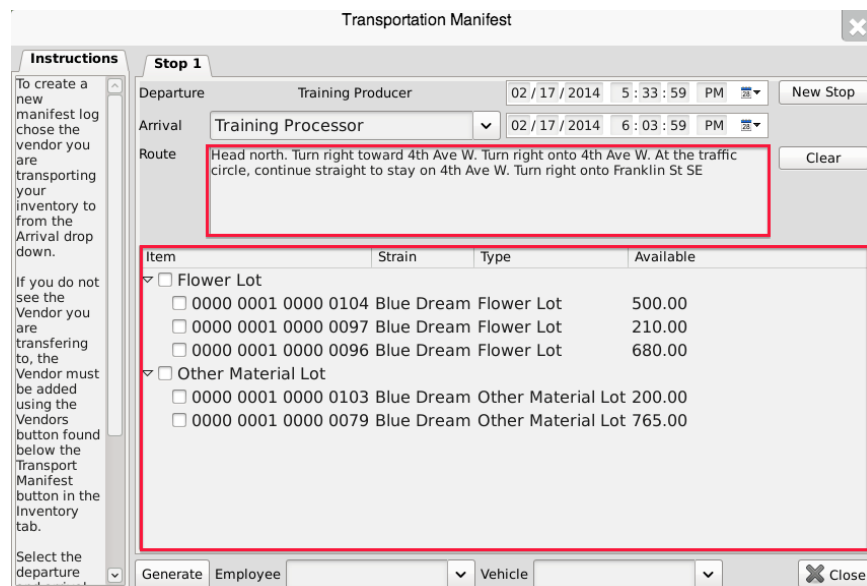 Transportation Manifest
Instructions
To create a
new
manifest log
chose the
vendor you
are
transporting
your
inventory to
from the
Arrival drop
down.
If you do not
see the
Vendor you
are
transfering
to, the
Vendor must
be added
using the
Vendors
button found
below the
Transport
Manifest
button in the
Inventory
tab.
Select the
departure
Stop 1
Departure Training Producer 02 / 17 / 2014 5 : 33 : 59 PM New Stop
Arrival Training Processor 02 / 17 / 2014 6 : 03 : 59 PM
Route Clear
Head north. Turn right toward 4th Ave W. Turn right onto 4th Ave W. At the traffic
circle, continue straight to stay on 4th Ave W. Turn right onto Franklin St SE
Item Strain Type Available
Flower Lot
0000 0001 0000 0104 Blue Dream Flower Lot 500.00
0000 0001 0000 0097 Blue Dream Flower Lot 210.00
0000 0001 0000 0096 Blue Dream Flower Lot 680.00
Other Material Lot
0000 0001 0000 0103 Blue Dream Other Material Lot 200.00
0000 0001 0000 0079 Blue Dream Other Material Lot 765.00
Generate Employee Vehicle Close